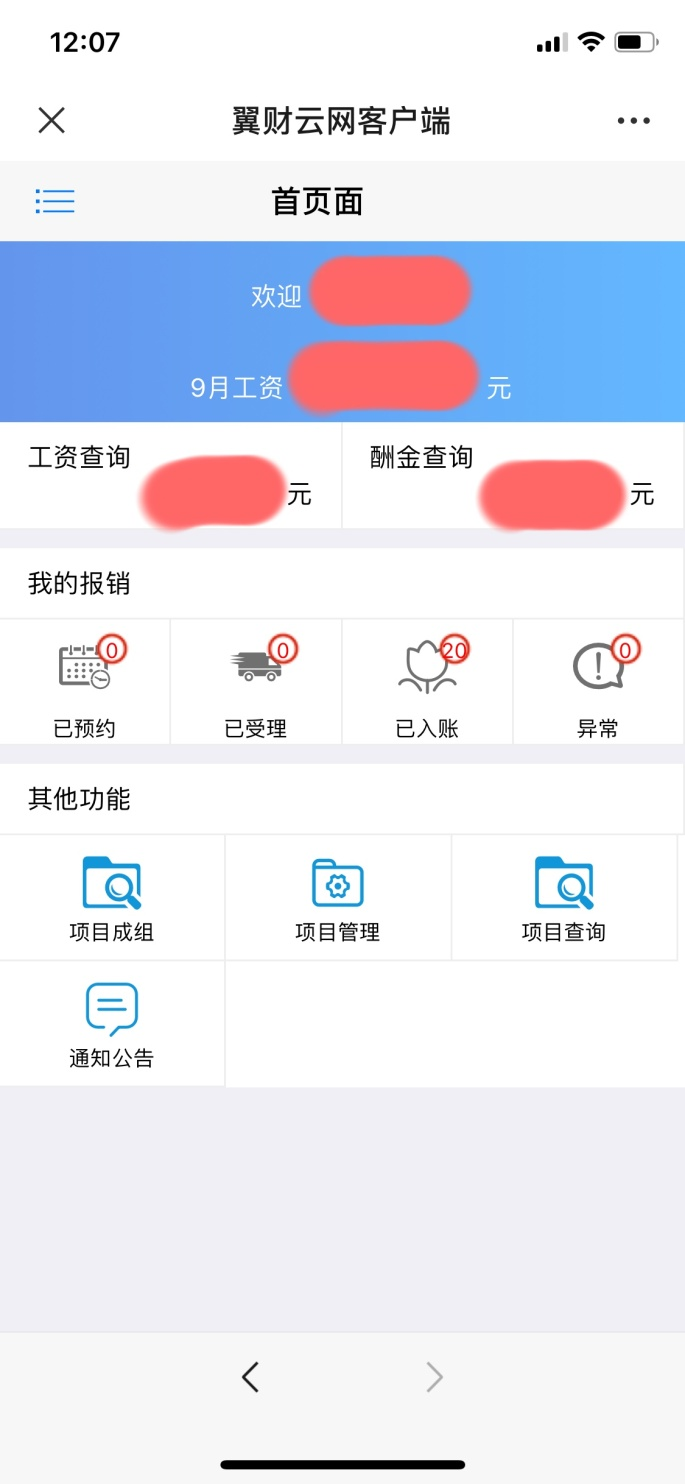 12:07
翼财云网客户端
首页面
欢迎
9月工资 元
工资查询 酬金查询
元 元
我的报销
0 0 20 0
已预约 已受理 已入账 异常
其他功能
项目成组 项目管理 项目查询
通知公告